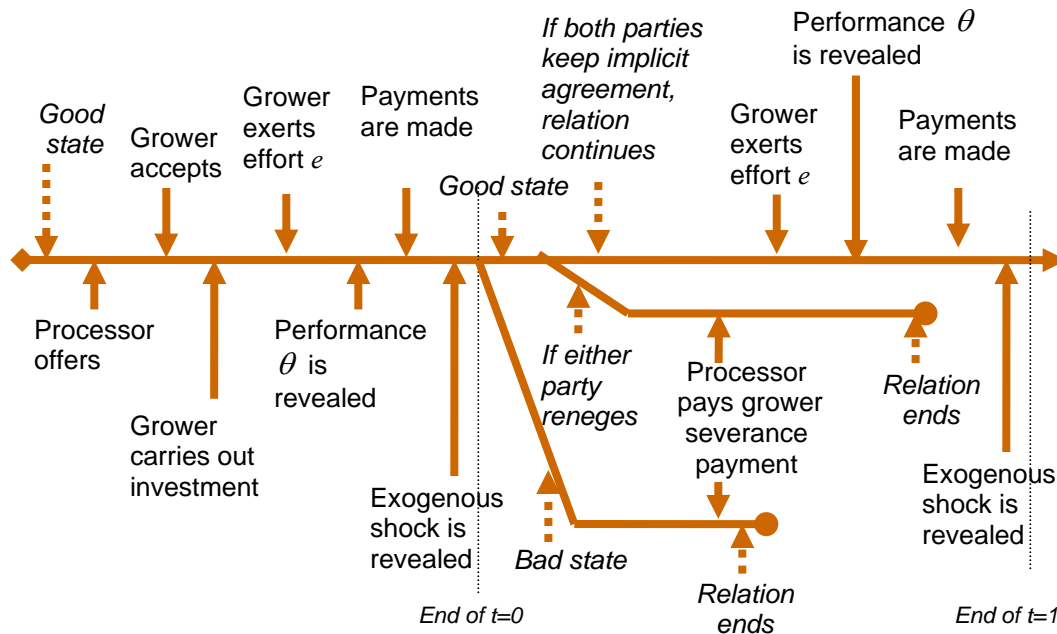 Good
state
Grower
accepts
Grower
exerts
effort e
Payments
are made
Good state
If both parties
keep implicit
agreement,
relation
continues
Grower
exerts
effort e
Performance θ
is revealed
Payments
are made
Processor
offers
Grower
carries out
investment
Performance
θ is
revealed
Exogenous
shock is
revealed
If either
party
reneges
Bad state
Processor
pays grower
severance
payment
Relation
ends
Relation
ends
Exogenous
shock is
revealed
End of t=0
End of t=1